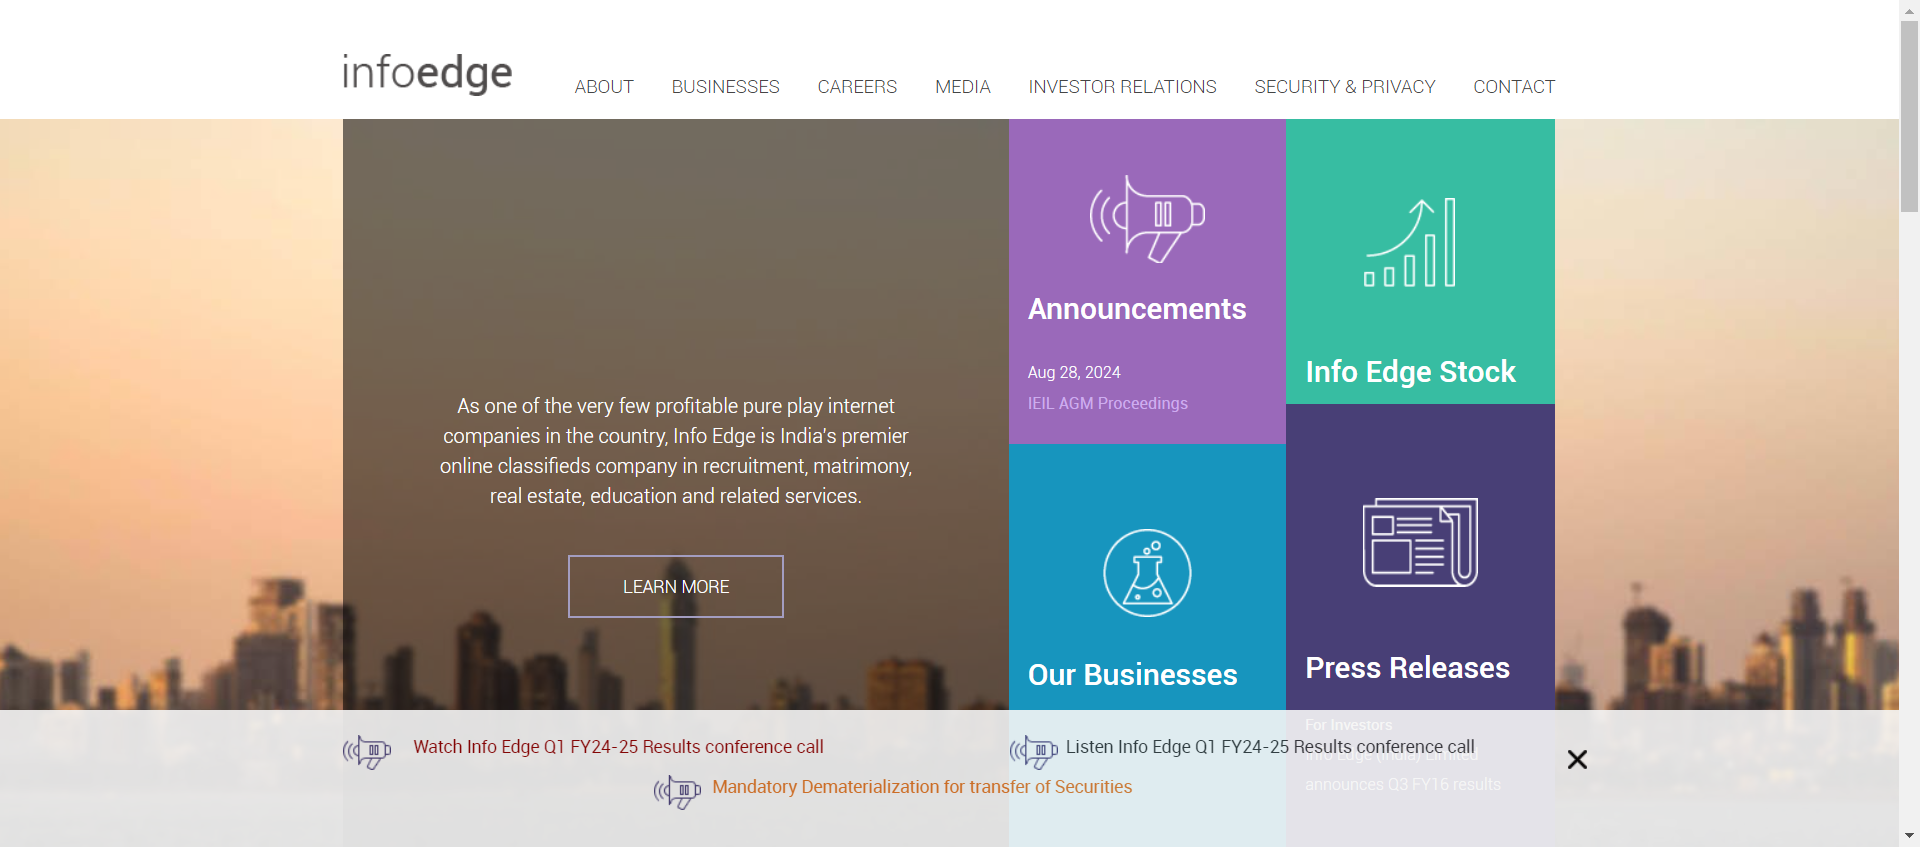 infoedge
ABOUT
BUSINESSES
CAREERS
MEDIA
INVESTOR RELATIONS
SECURITY & PRIVACY
CONTACT
As one of the very few profitable pure play internet
companies in the country, Info Edge is India's premier
online classifieds company in recruitment, matrimony,
real estate, education and related services.
LEARN MORE
Announcements
Aug 28, 2024
IEIL AGM Proceedings
Info Edge Stock
Our Businesses
Press Releases
For Investors
Info Edge (India) Limited
announces Q3 FY16 results
Watch Info Edge Q1 FY24-25 Results conference call
Listen Info Edge Q1 FY24-25 Results conference call
Mandatory Dematerialization for transfer of Securities